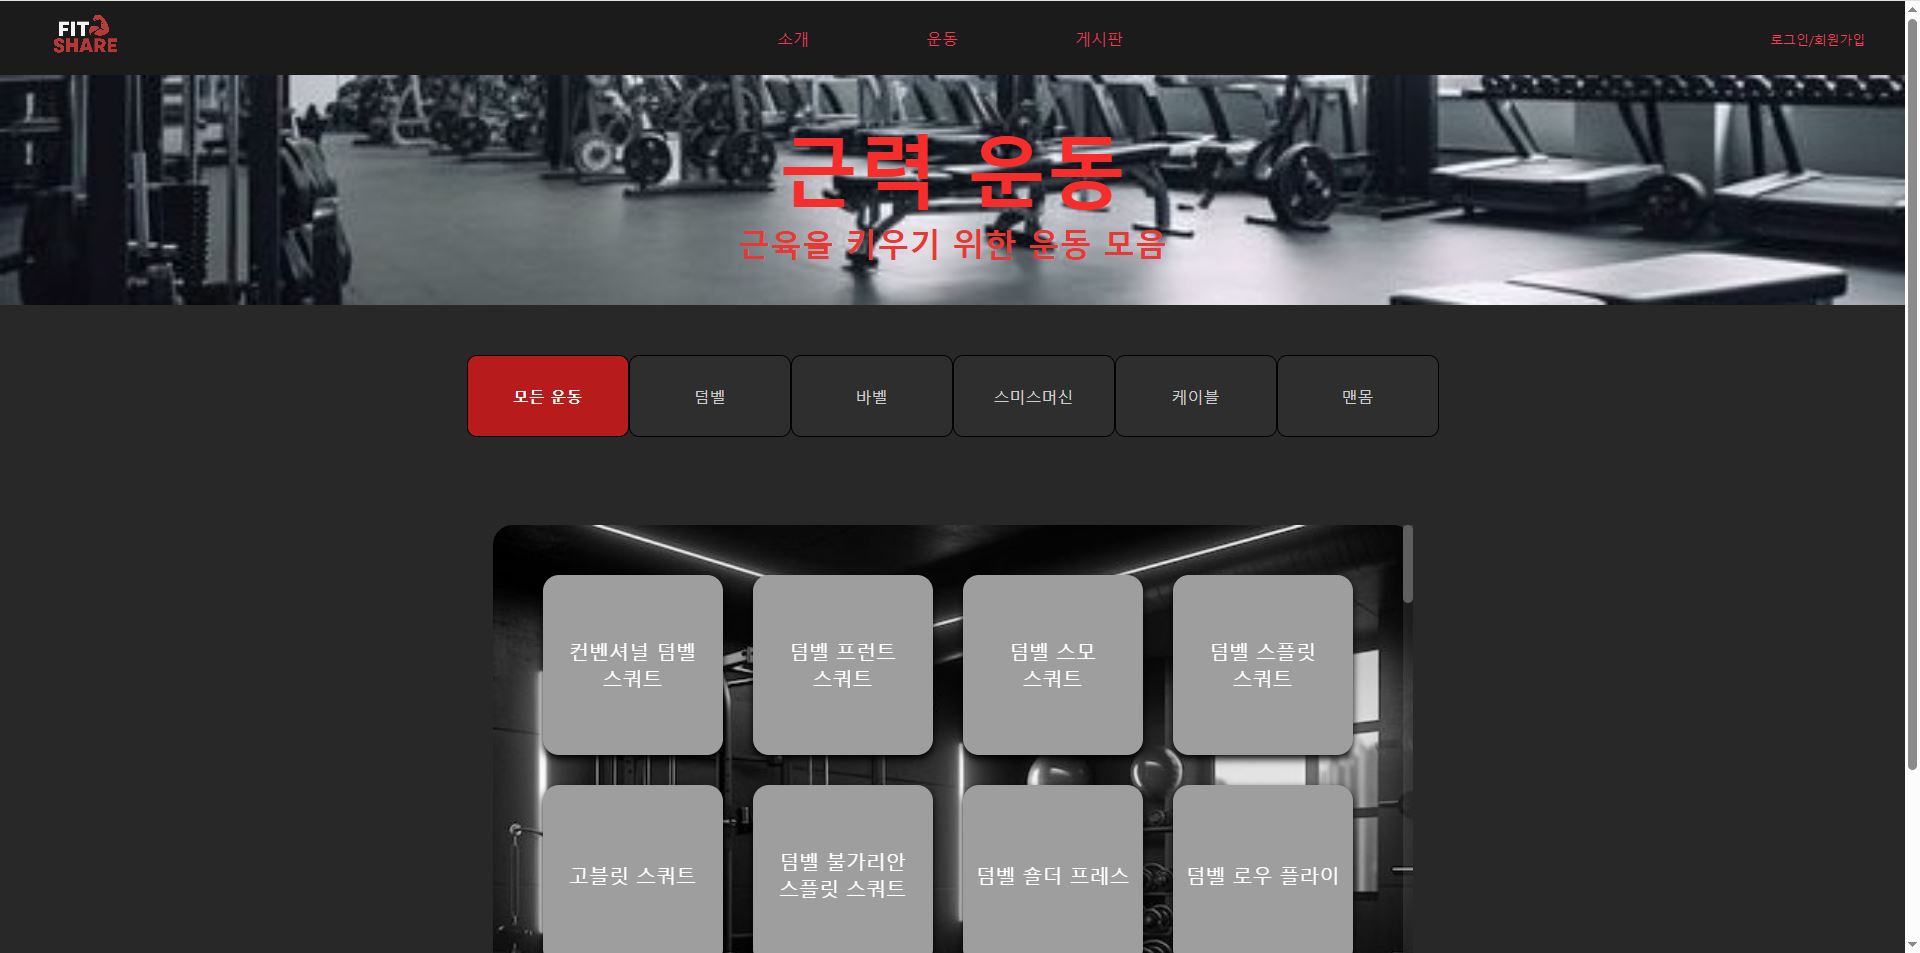 FIT
SHARE
소개
운동
게시판
로그인/회원가입
근력 운동
근육을 키우기 위한 운동 모음
모든 운동
덤벨
바벨
스미스머신
케이블
맨몸
컨벤셔널 덤벨
스쿼트
덤벨 프런트
스쿼트
덤벨 스모
스쿼트
덤벨 스플릿
스쿼트
고블릿 스쿼트
덤벨 불가리안
스플릿 스쿼트
덤벨 숄더 프레스
덤벨 로우 플라이